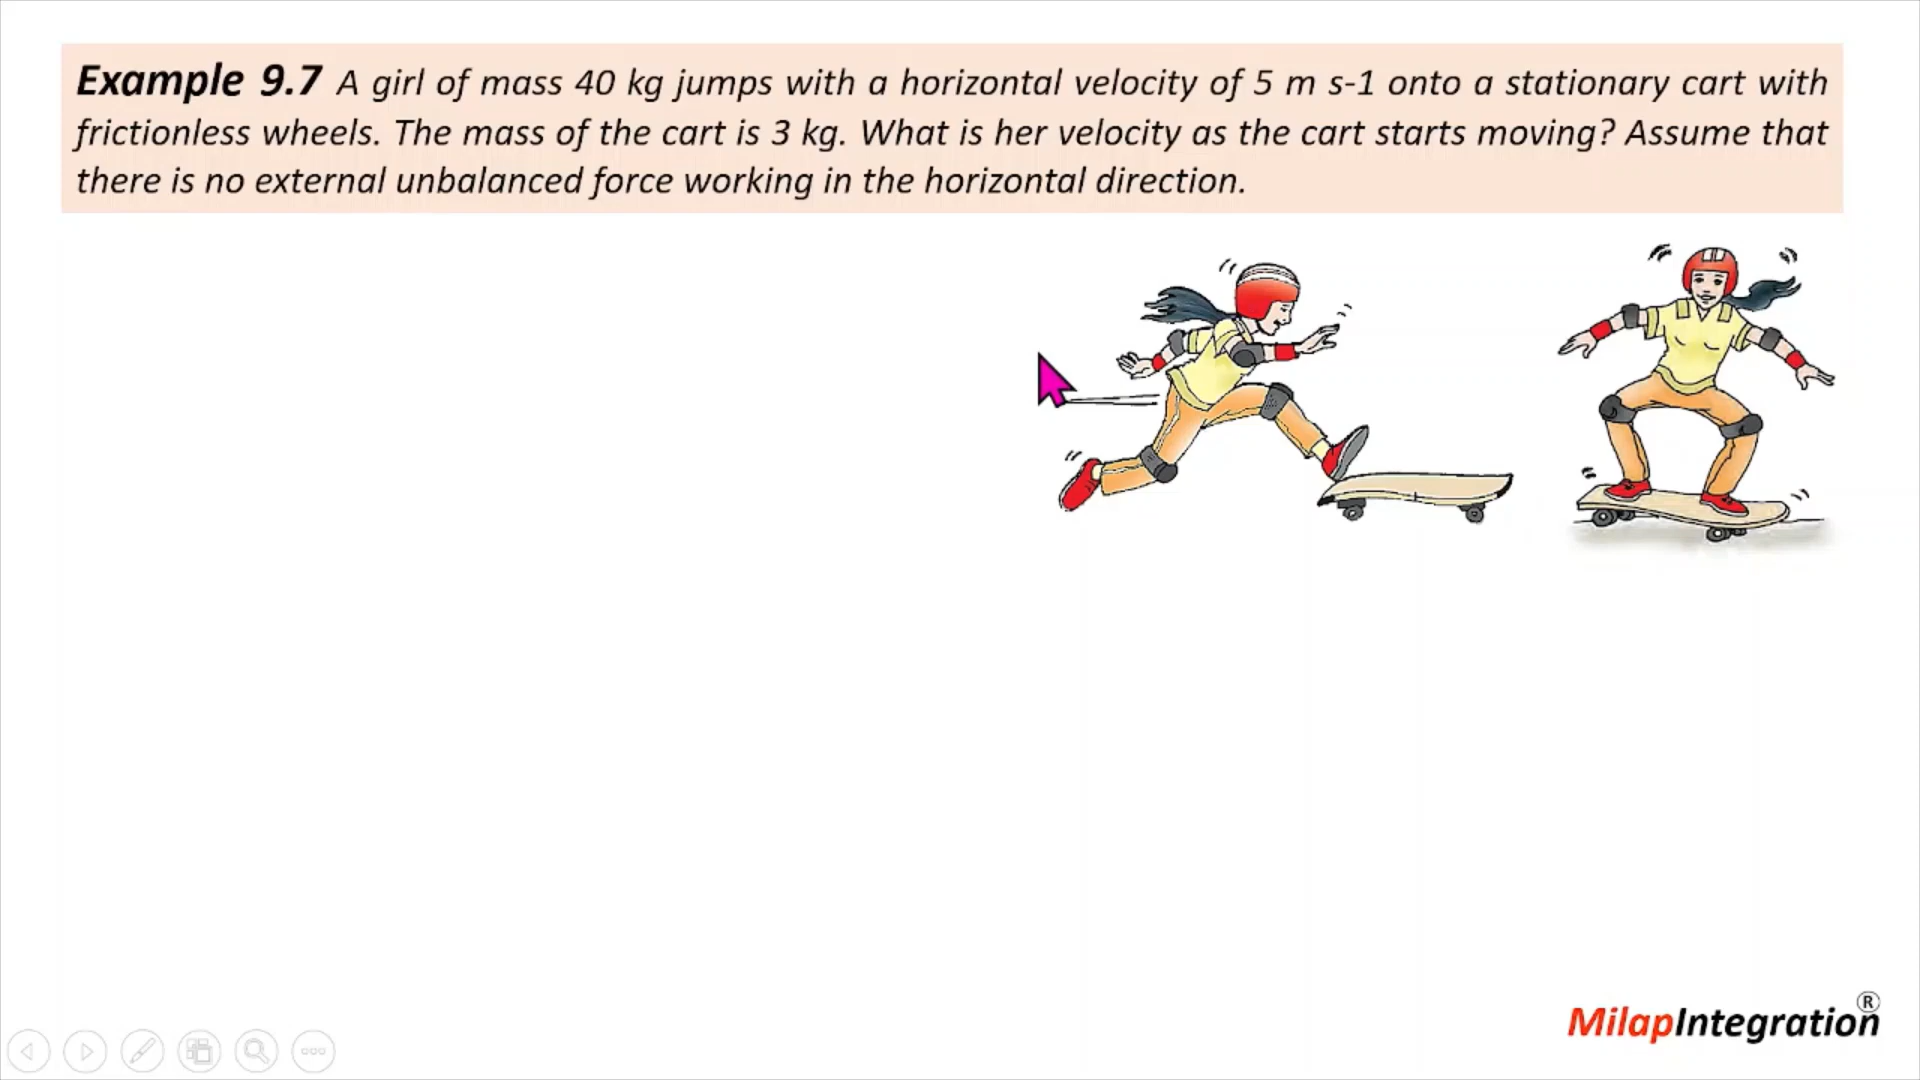 Example 9.7 A girl of mass 40 kg jumps with a horizontal velocity of 5 m s-1 onto a stationary cart with
frictionless wheels. The mass of the cart is 3 kg. What is her velocity as the cart starts moving? Assume that
there is no external unbalanced force working in the horizontal direction.
MilapIntegration®